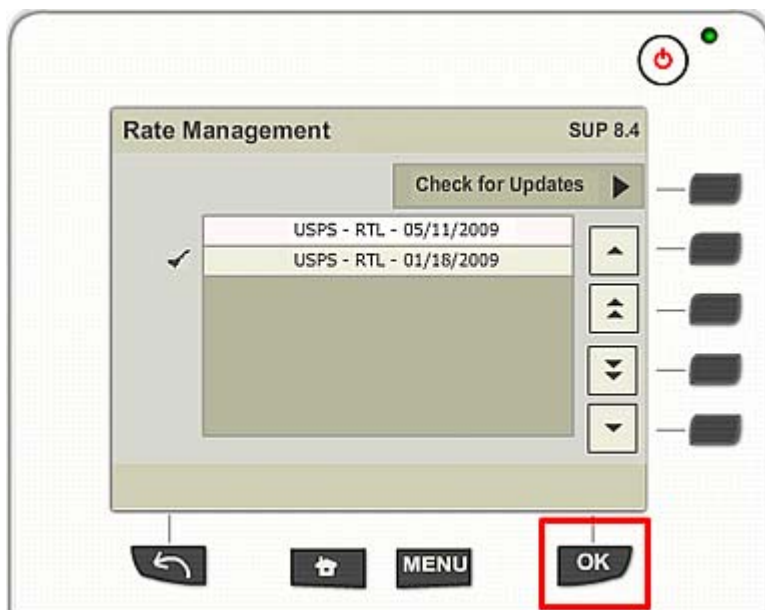 Rate Management
SUP 8.4
Check for Updates
USPS - RTL - 05/11/2009
USPS - RTL - 01/18/2009
MENU
OK